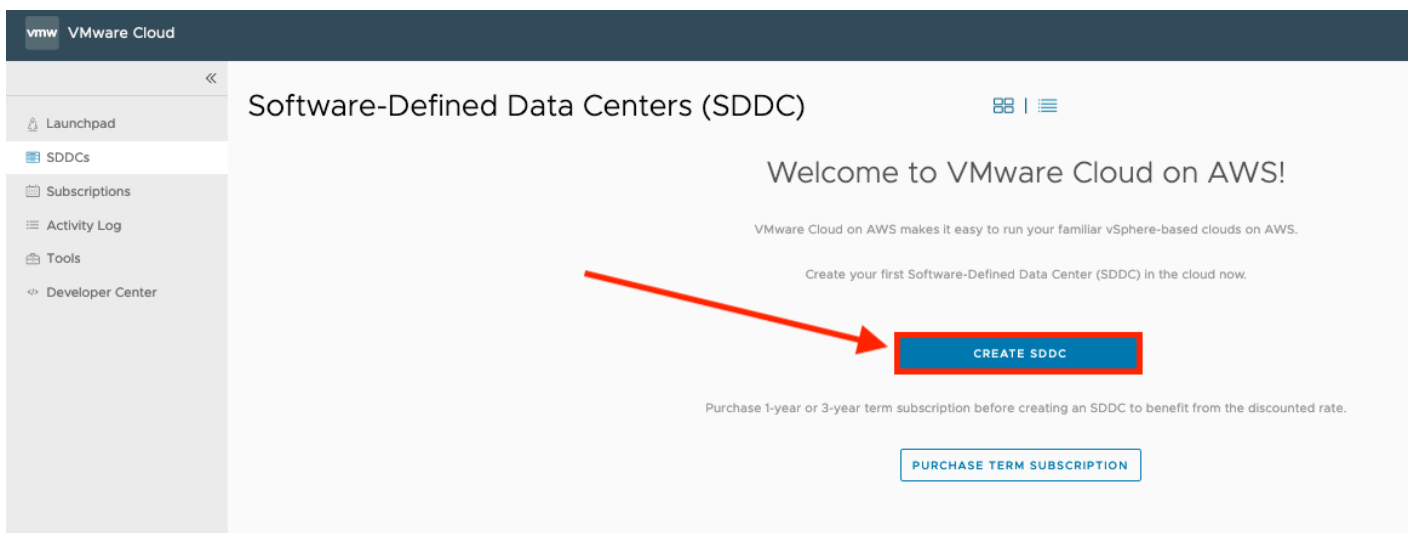 vmw VMware Cloud
Launchpad
SDDCs
Subscriptions
Activity Log
Tools
Developer Center
Software-Defined Data Centers (SDDC)
Welcome to VMware Cloud on AWS!
VMware Cloud on AWS makes it easy to run your familiar vSphere-based clouds on AWS.
Create your first Software-Defined Data Center (SDDC) in the cloud now.
CREATE SDDC
Purchase 1-year or 3-year term subscription before creating an SDDC to benefit from the discounted rate.
PURCHASE TERM SUBSCRIPTION